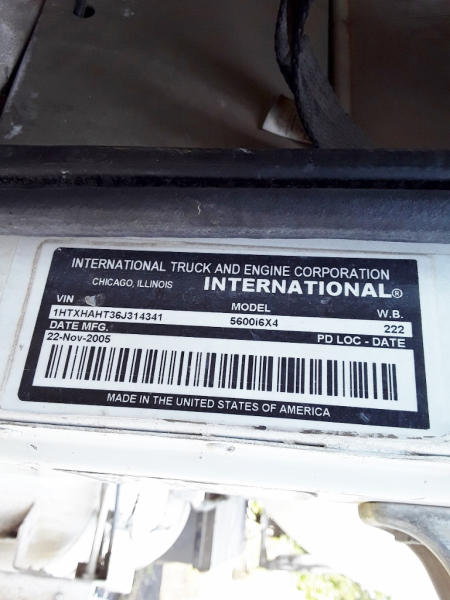 INTERNATIONAL TRUCK AND ENGINE CORPORATION
CHICAGO, ILLINOIS INTERNATIONAL®
VIN MODEL W.B.
1HTXHAHT36J314341 5600i6X4 222
DATE MFG. PD LOC - DATE
22-Nov-2005
MADE IN THE UNITED STATES OF AMERICA